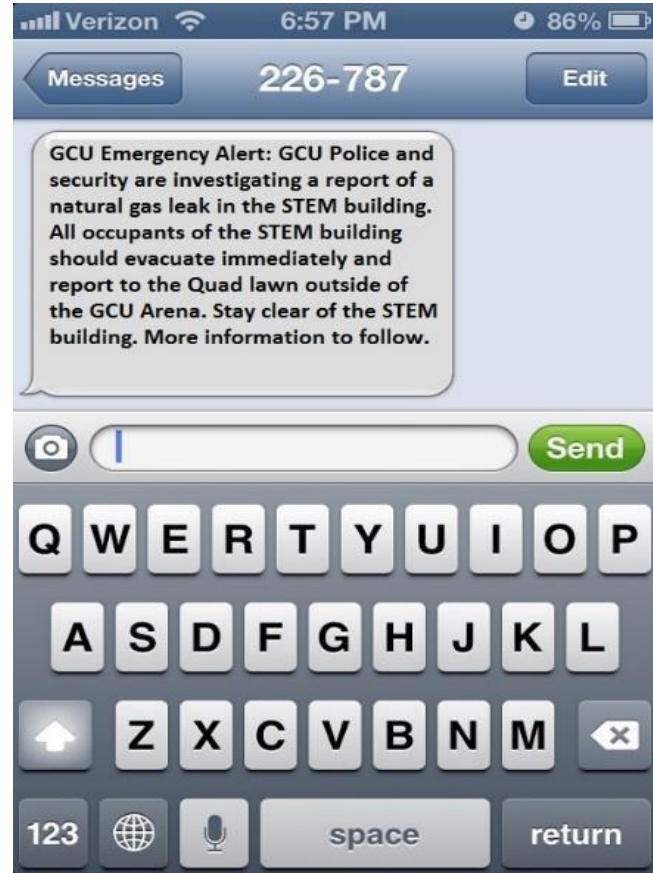 Verizon 6:57 PM 86%
Messages 226-787 Edit
GCU Emergency Alert: GCU Police and
security are investigating a report of a
natural gas leak in the STEM building.
All occupants of the STEM building
should evacuate immediately and
report to the Quad lawn outside of
the GCU Arena. Stay clear of the STEM
building. More information to follow.
Send
Q W E R T Y U I O P
A S D F G H J K L
Z X C V B N M
123 space return